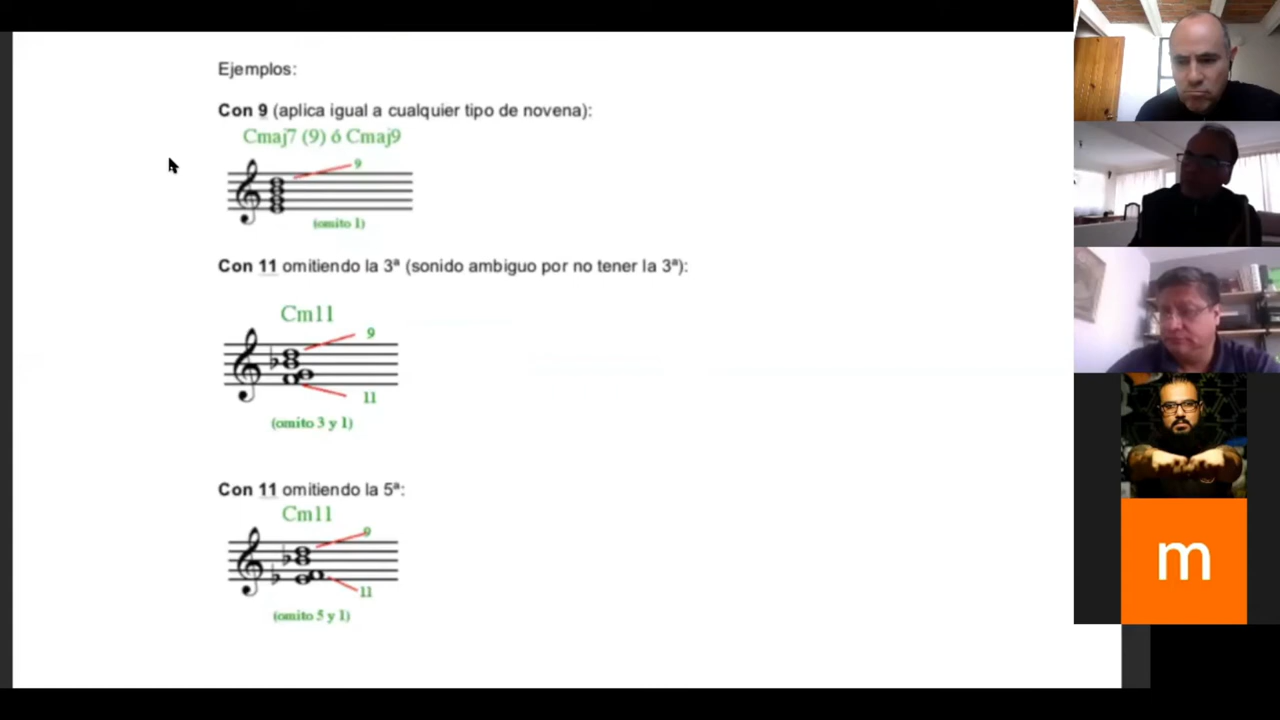 Ejemplos:
Con 9 (aplica igual a cualquier tipo de novena):
Cmaj7 (9) ó Cmaj9
9
(omito 1)
Con 11 omitiendo la 3ª (sonido ambiguo por no tener la 3ª):
Cm11
9
11
(omito 3 y 1)
Con 11 omitiendo la 5ª:
Cm11
9
11
(omito 5 y 1)
m